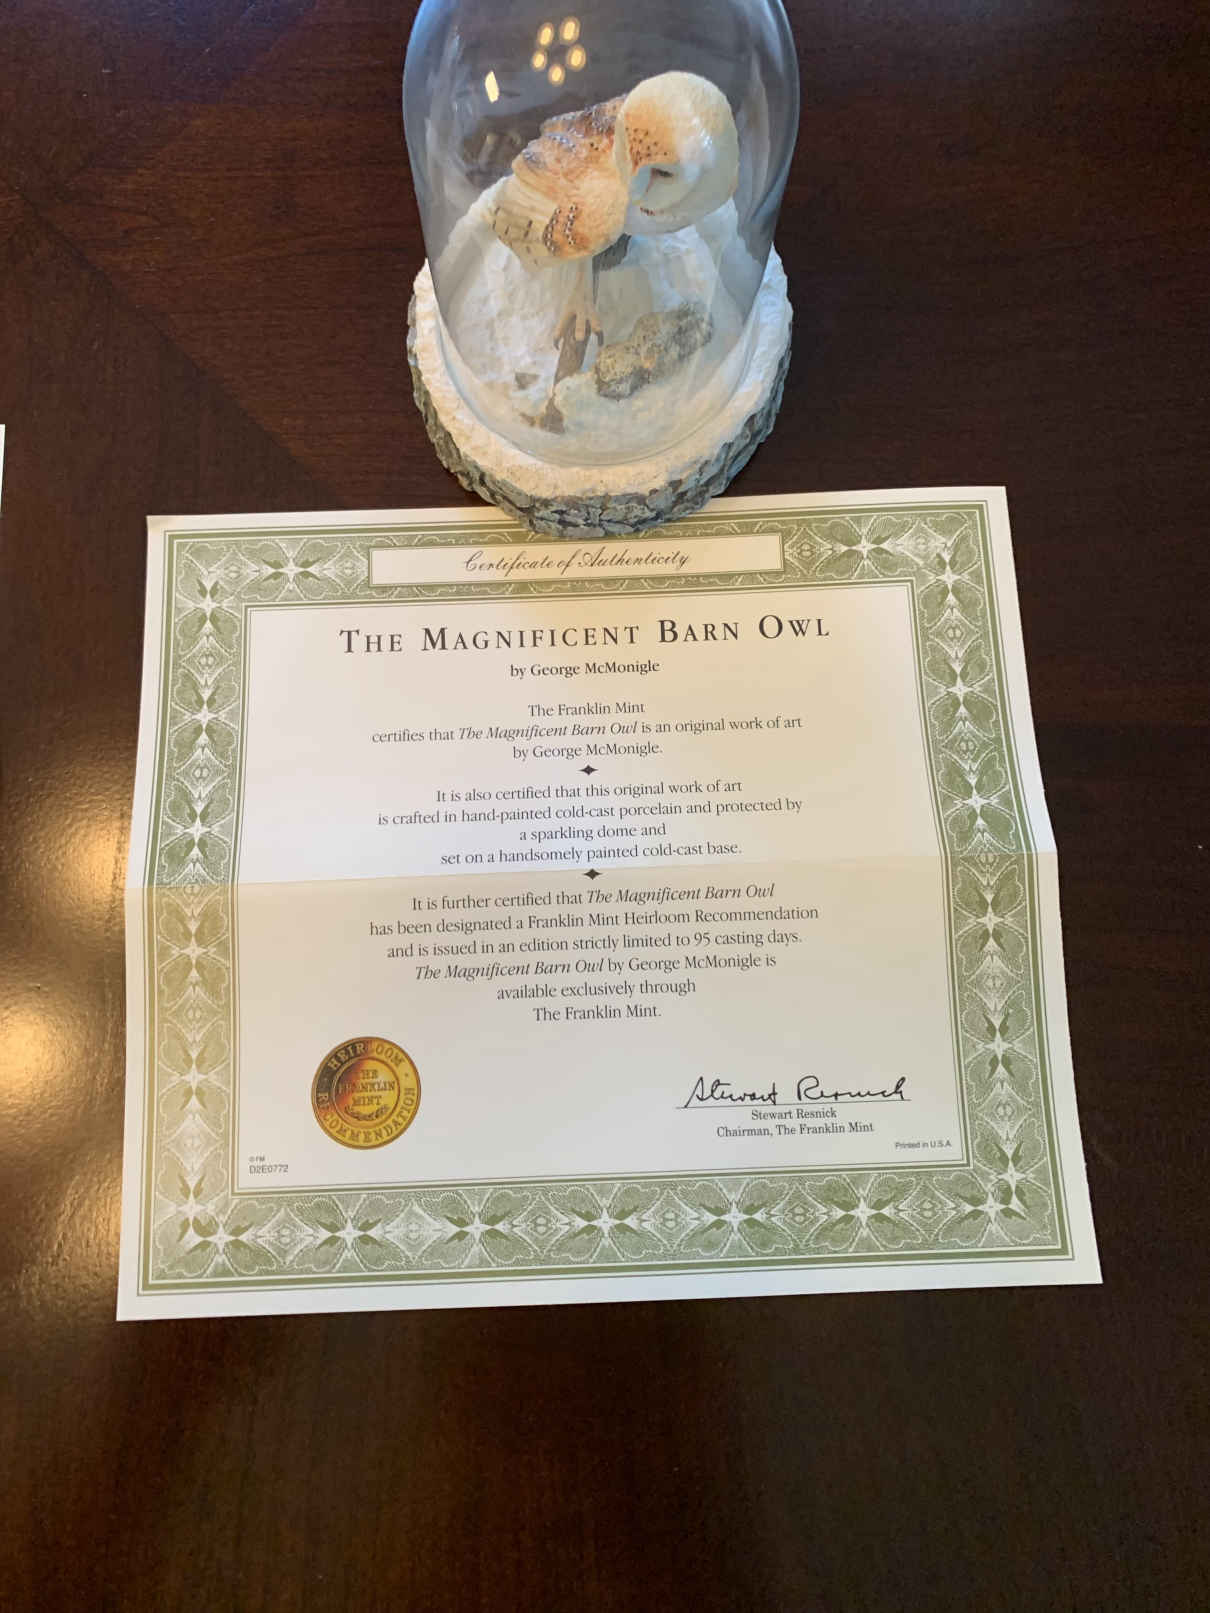 Certificate of Authenticity
THE MAGNIFICENT BARN OWL
by George McMonigle
The Franklin Mint
certifies that The Magnificent Barn Owl is an original work of art
by George McMonigle.
It is also certified that this original work of art
is crafted in hand-painted cold-cast porcelain and protected by
a sparkling dome and
set on a handsomely painted cold-cast base.
It is further certified that The Magnificent Barn Owl
has been designated a Franklin Mint Heirloom Recommendation
and is issued in an edition strictly limited to 95 casting days.
The Magnificent Barn Owl by George McMonigle is
available exclusively through
The Franklin Mint.
HEIRLOOM
THE
FRANKLIN
MINT
RECOMMENDATION
Stewart Resnick
Stewart Resnick
Chairman, The Franklin Mint
Printed in U.S.A.
© FM
D2E0772